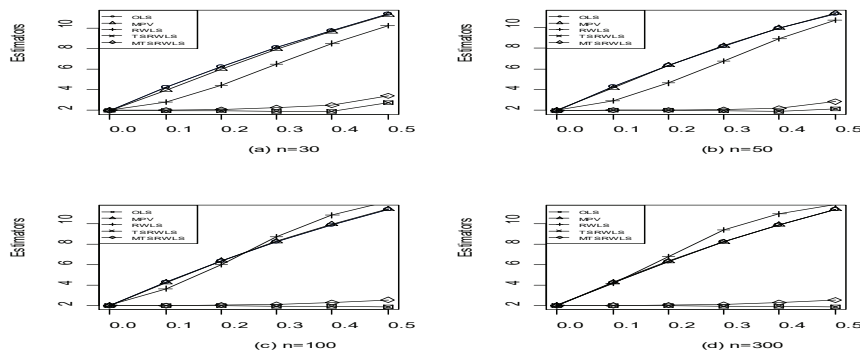 Estimators
2 4 6 8 10
OLS
MPV
RWLS
TSRWLS
MTSRWLS
0.0 0.1 0.2 0.3 0.4 0.5
(a) n=30
Estimators
2 4 6 8 10
OLS
MPV
RWLS
TSRWLS
MTSRWLS
0.0 0.1 0.2 0.3 0.4 0.5
(b) n=50
Estimators
2 4 6 8 10
OLS
MPV
RWLS
TSRWLS
MTSRWLS
0.0 0.1 0.2 0.3 0.4 0.5
(c) n=100
Estimators
2 4 6 8 10
OLS
MPV
RWLS
TSRWLS
MTSRWLS
0.0 0.1 0.2 0.3 0.4 0.5
(d) n=300